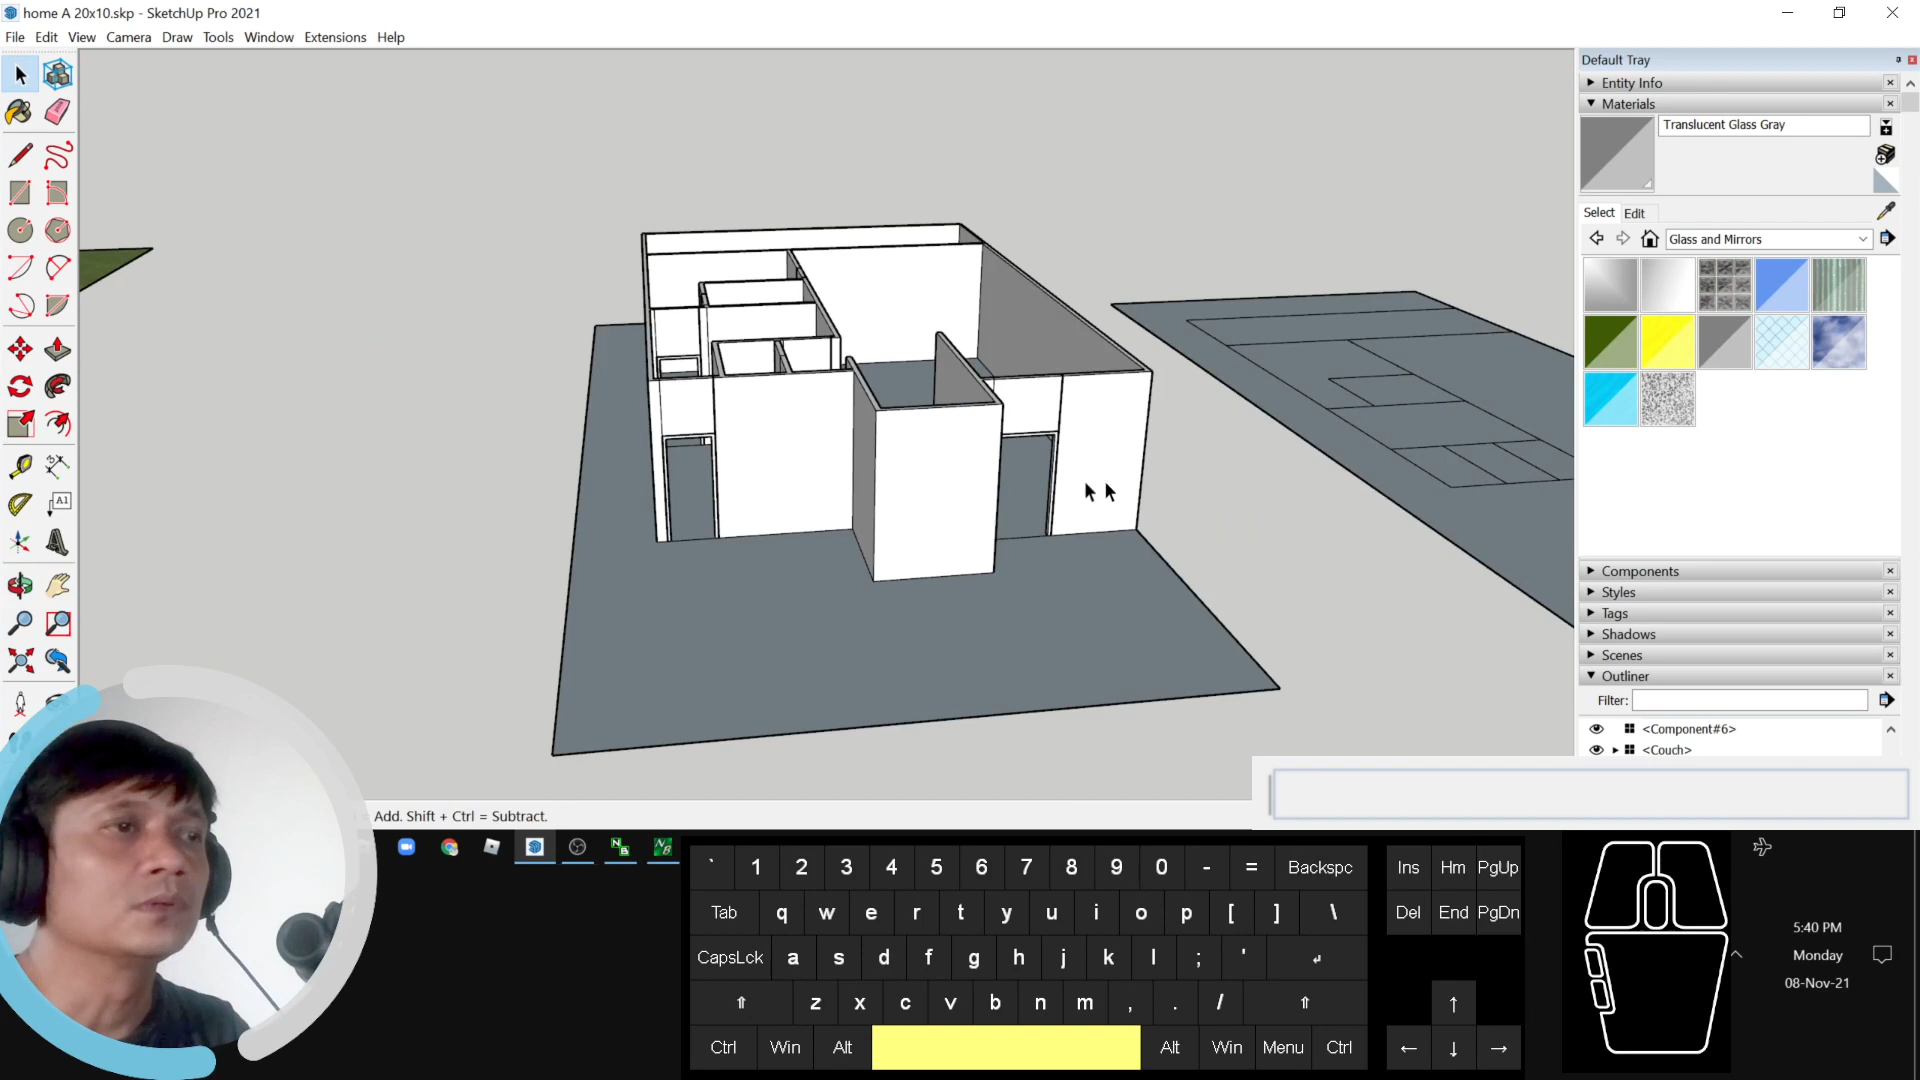 home A 20x10.skp - SketchUp Pro 2021
File Edit View Camera Draw Tools Window Extensions Help
Default Tray
Entity Info
Materials
Translucent Glass Gray
Select Edit
Glass and Mirrors
A1
Components
Styles
Tags
Shadows
Scenes
Outliner
Filter:
<Component#6>
<Couch>
Add. Shift + Ctrl = Subtract.
` 1 2 3 4 5 6 7 8 9 0 - = Backspc Ins Hm PgUp
Tab q w e r t y u i o p [ ] \ Del End PgDn
CapsLck a s d f g h j k l ; ' ↵
⇧ z x c v b n m , . / ⇧ ↑
Ctrl Win Alt Alt Win Menu Ctrl ← ↓ →
5:40 PM
Monday
08-Nov-21